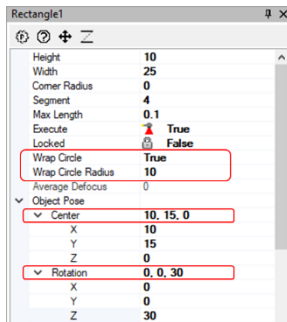 Rectangle1
Height 10
Width 25
Corner Radius 0
Segment 4
Max Length 0.1
Execute True
Locked False
Wrap Circle True
Wrap Circle Radius 10
Average Defocus 0
Object Pose
Center 10, 15, 0
X 10
Y 15
Z 0
Rotation 0, 0, 30
X 0
Y 0
Z 30